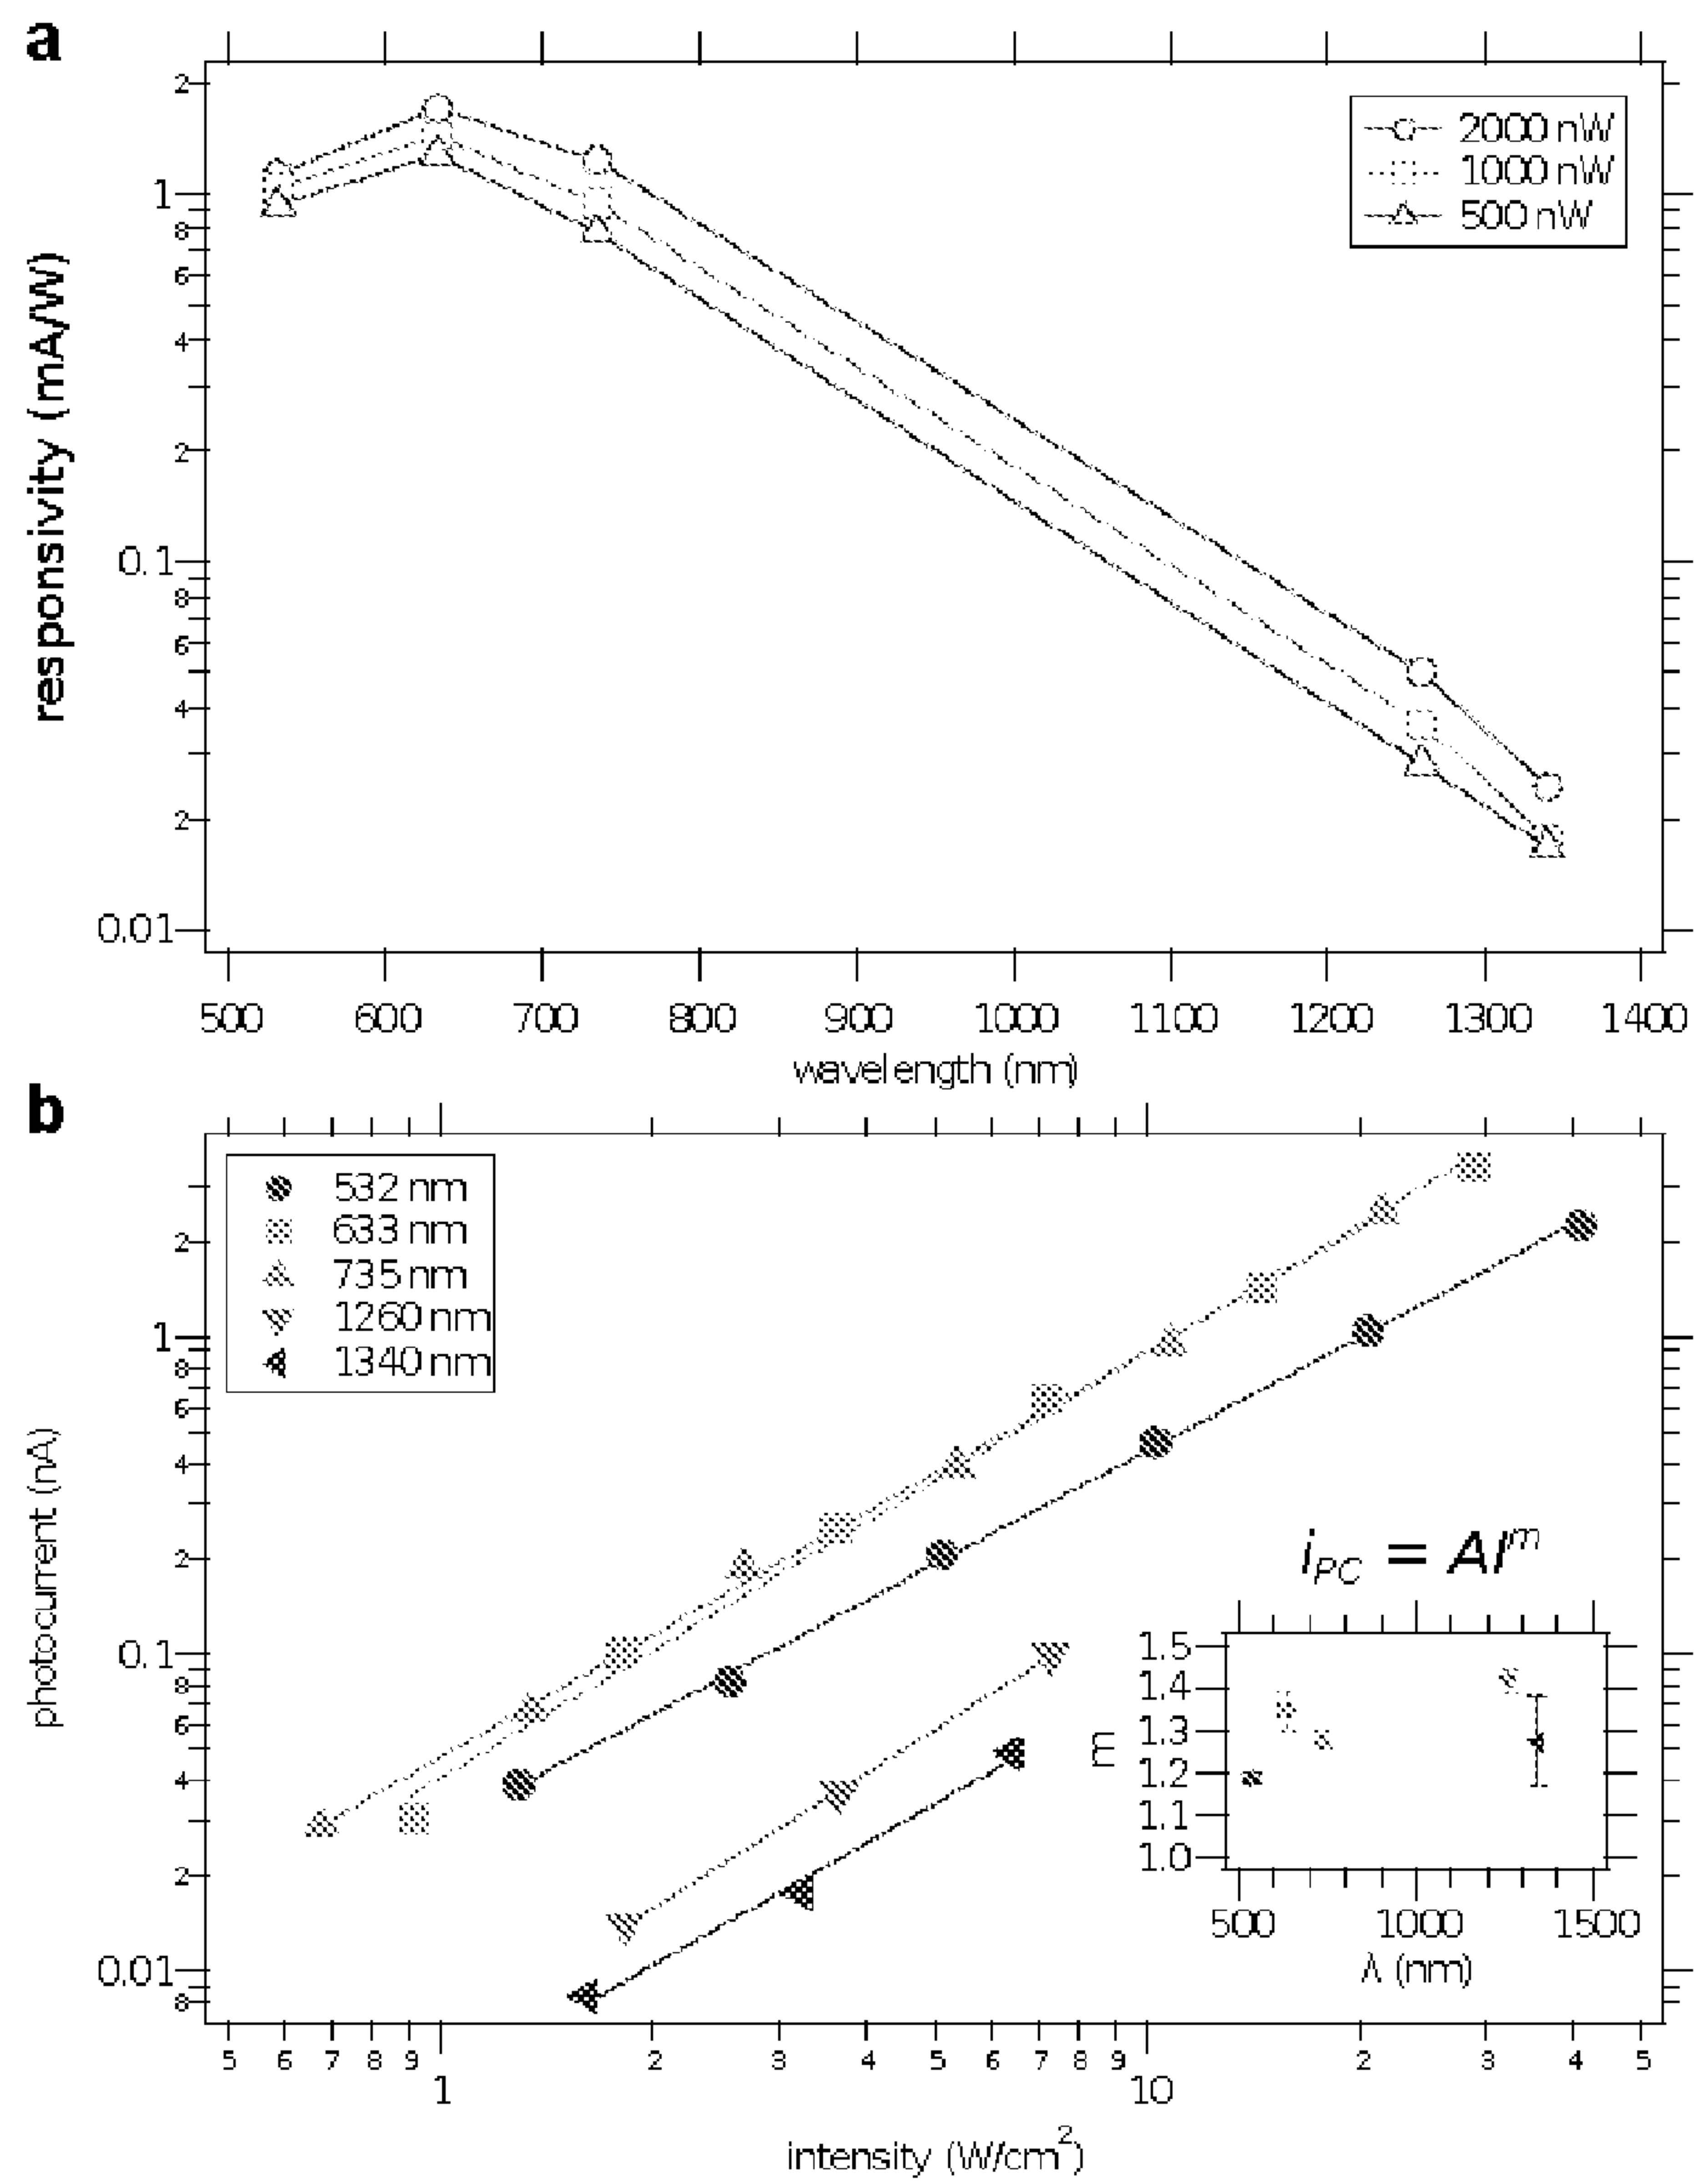 a
2
1
8
6
4
2
0.1
8
6
4
2
0.01
responsivity (mA/W)
2000 nW
1000 nW
500 nW
500 600 700 800 900 1000 1100 1200 1300 1400
wavelength (nm)
b
532 nm
633 nm
735 nm
1260 nm
1340 nm
2
1
8
6
4
2
0.1
8
6
4
2
0.01
8
photocurrent (nA)
i_PC = AI^m
1.5
1.4
1.3
1.2
1.1
1.0
m
500 1000 1500
λ (nm)
5 6 7 8 9 2 3 4 5 6 7 8 9 2 3 4 5
1 10
intensity (W/cm²)